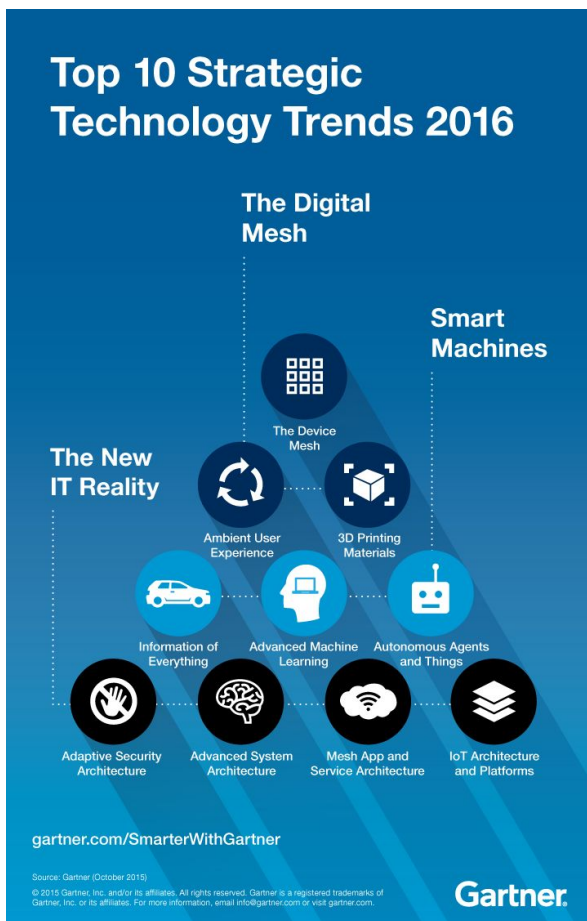 Top 10 Strategic
Technology Trends 2016
The Digital
Mesh
Smart
Machines
The Device
Mesh
The New
IT Reality
Ambient User
Experience
3D Printing
Materials
Information of
Everything
Advanced Machine
Learning
Autonomous Agents
and Things
Adaptive Security
Architecture
Advanced System
Architecture
Mesh App and
Service Architecture
IoT Architecture
and Platforms
gartner.com/SmarterWithGartner
Source: Gartner (October 2015)
© 2015 Gartner, Inc. and/or its affiliates. All rights reserved. Gartner is a registered trademarks of
Gartner, Inc. or its affiliates. For more information, email info@gartner.com or visit gartner.com.
Gartner.